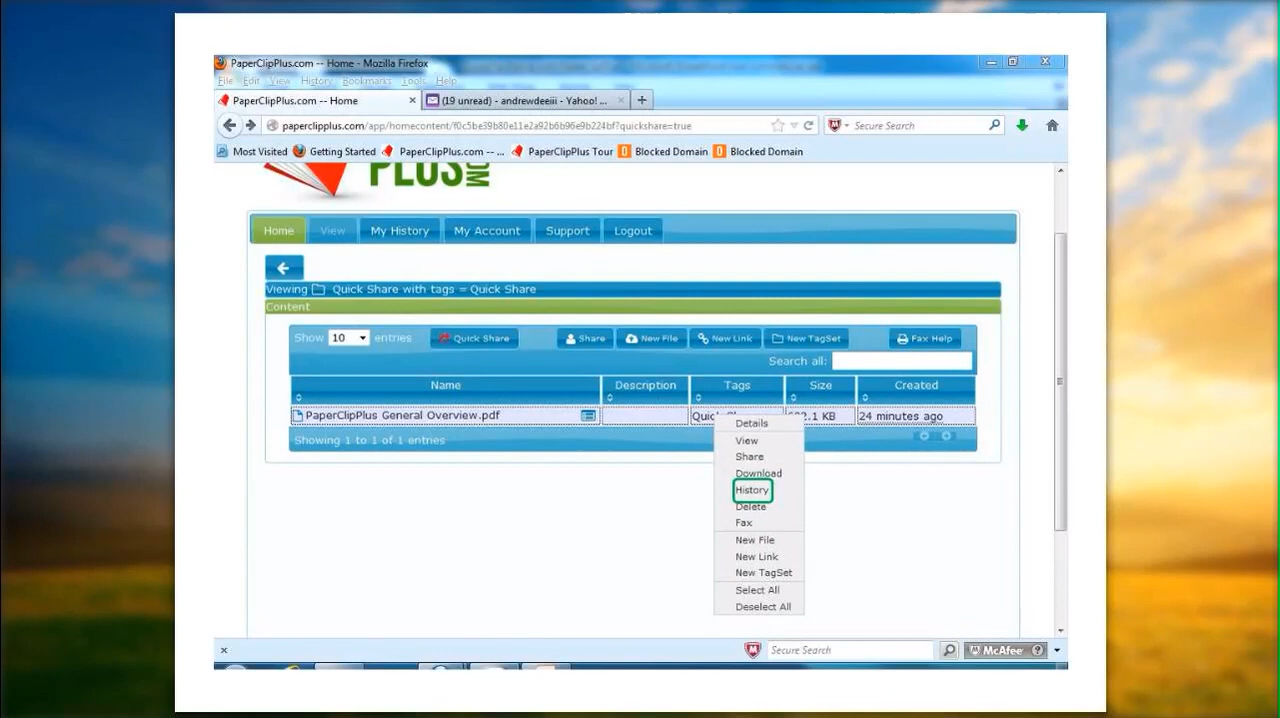 PaperClipPlus.com -- Home - Mozilla Firefox
File Edit View History Bookmarks Tools Help
PaperClipPlus.com -- Home × (19 unread) - andrewdeeiii - Yahoo! ... × +
paperclipplus.com/app/homecontent/f0c5be39b80e11e2a92b6b96e9b224bf?quickshare=true Secure Search
Most Visited Getting Started PaperClipPlus.com -- ... PaperClipPlus Tour Blocked Domain Blocked Domain
PLUS
Home View My History My Account Support Logout
Viewing Quick Share with tags = Quick Share
Content
Show 10 entries Quick Share Share New File New Link New TagSet Fax Help
Search all:
Name Description Tags Size Created
PaperClipPlus General Overview.pdf 24 minutes ago
Showing 1 to 1 of 1 entries
Details
View
Share
Download
History
Delete
Fax
New File
New Link
New TagSet
Select All
Deselect All
× Secure Search McAfee ?